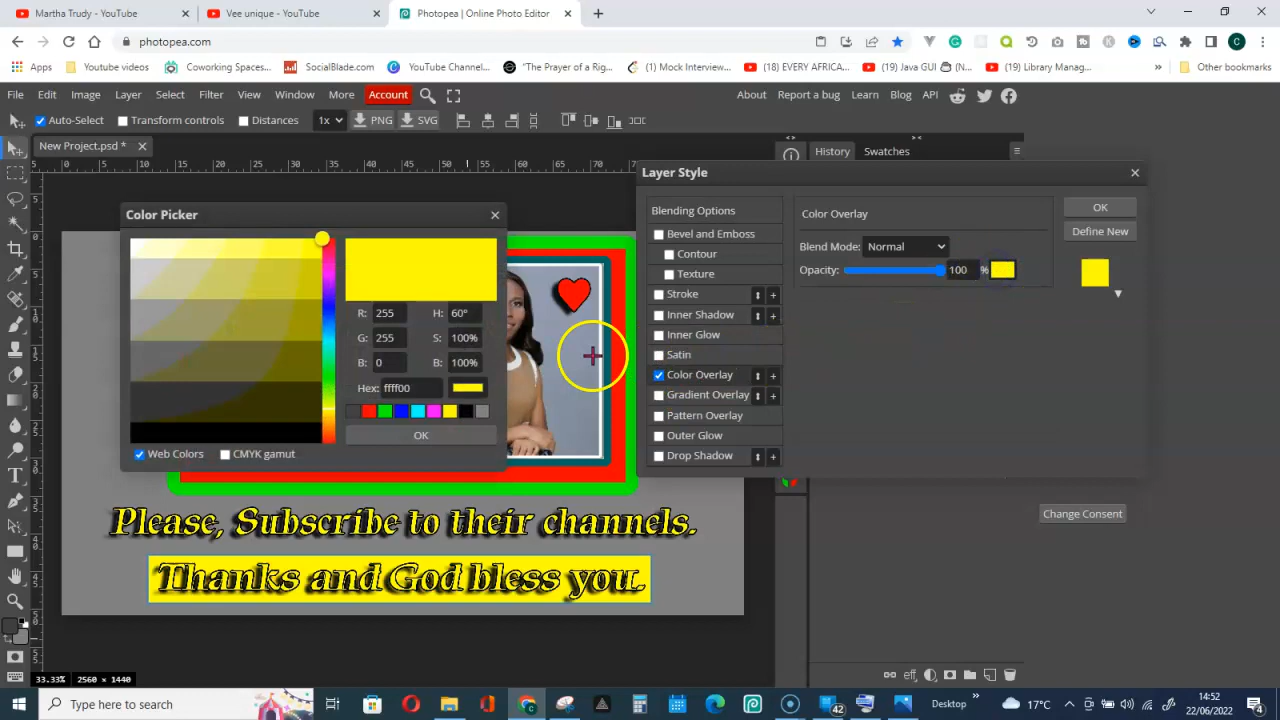 Martha Trudy - YouTube
Vee unique - YouTube
Photopea | Online Photo Editor
photopea.com
Apps
Youtube videos
Coworking Spaces...
SocialBlade.com
YouTube Channel...
"The Prayer of a Rig...
(1) Mock Interview...
(18) EVERY AFRICA...
(19) Java GUI
(N...
(19) Library Manag...
»
Other bookmarks
File Edit Image Layer Select Filter View Window More Account
About Report a bug Learn Blog API
Auto-Select Transform controls Distances 1x PNG SVG
New Project.psd *
History Swatches
Color Picker
R: 255 H: 60°
G: 255 S: 100%
B: 0 B: 100%
Hex: ffff00
OK
Web Colors CMYK gamut
Layer Style
Blending Options
Bevel and Emboss
Contour
Texture
Stroke
Inner Shadow
Inner Glow
Satin
Color Overlay
Gradient Overlay
Pattern Overlay
Outer Glow
Drop Shadow
Color Overlay
Blend Mode: Normal
Opacity: 100 %
OK
Define New
Change Consent
Please, Subscribe to their channels.
Thanks and God bless you.
33.33% 2560 × 1440
eff
Type here to search
42
Desktop
17°C
14:52
22/06/2022
4